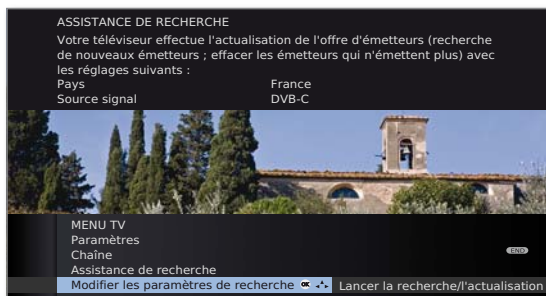 ASSISTANCE DE RECHERCHE
Votre téléviseur effectue l'actualisation de l'offre d'émetteurs (recherche
de nouveaux émetteurs ; effacer les émetteurs qui n'émettent plus) avec
les réglages suivants :
Pays France
Source signal DVB-C
MENU TV
Paramètres
Chaîne
END
Assistance de recherche
Modifier les paramètres de recherche OK Lancer la recherche/l'actualisation